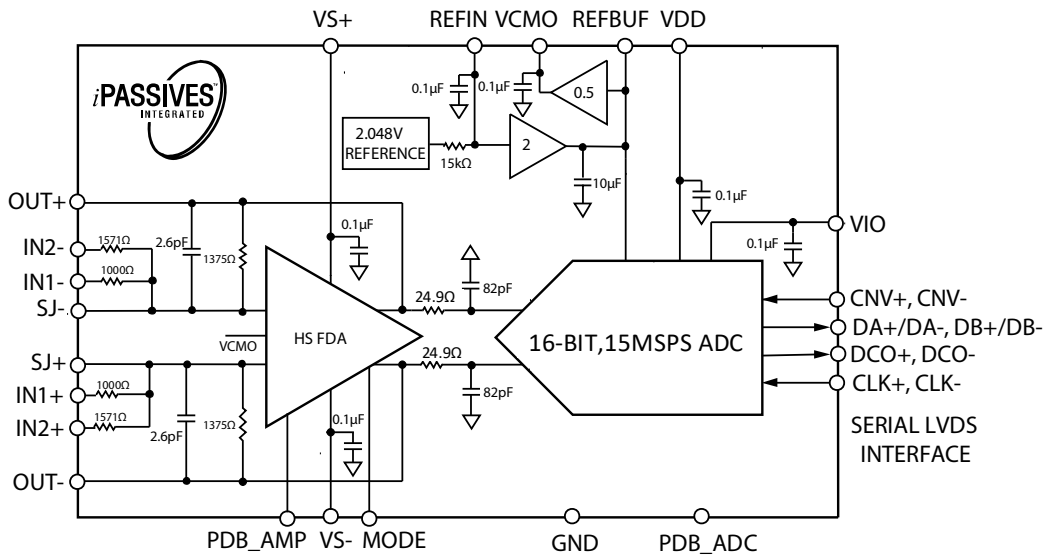 VS+ REFIN VCMO REFBUF VDD
iPASSIVES™
INTEGRATED
0.1µF
0.1µF
0.5
2.048V
REFERENCE
15kΩ
2
10µF
0.1µF
OUT+
IN2-
IN1-
SJ-
SJ+
IN1+
IN2+
OUT-
1571Ω
1000Ω
2.6pF
1375Ω
0.1µF
VCMO
HS FDA
1000Ω
1571Ω
2.6pF
1375Ω
0.1µF
24.9Ω
82pF
24.9Ω
82pF
16-BIT,15MSPS ADC
0.1µF
VIO
CNV+, CNV-
DA+/DA-, DB+/DB-
DCO+, DCO-
CLK+, CLK-
SERIAL LVDS
INTERFACE
PDB_AMP VS- MODE GND PDB_ADC